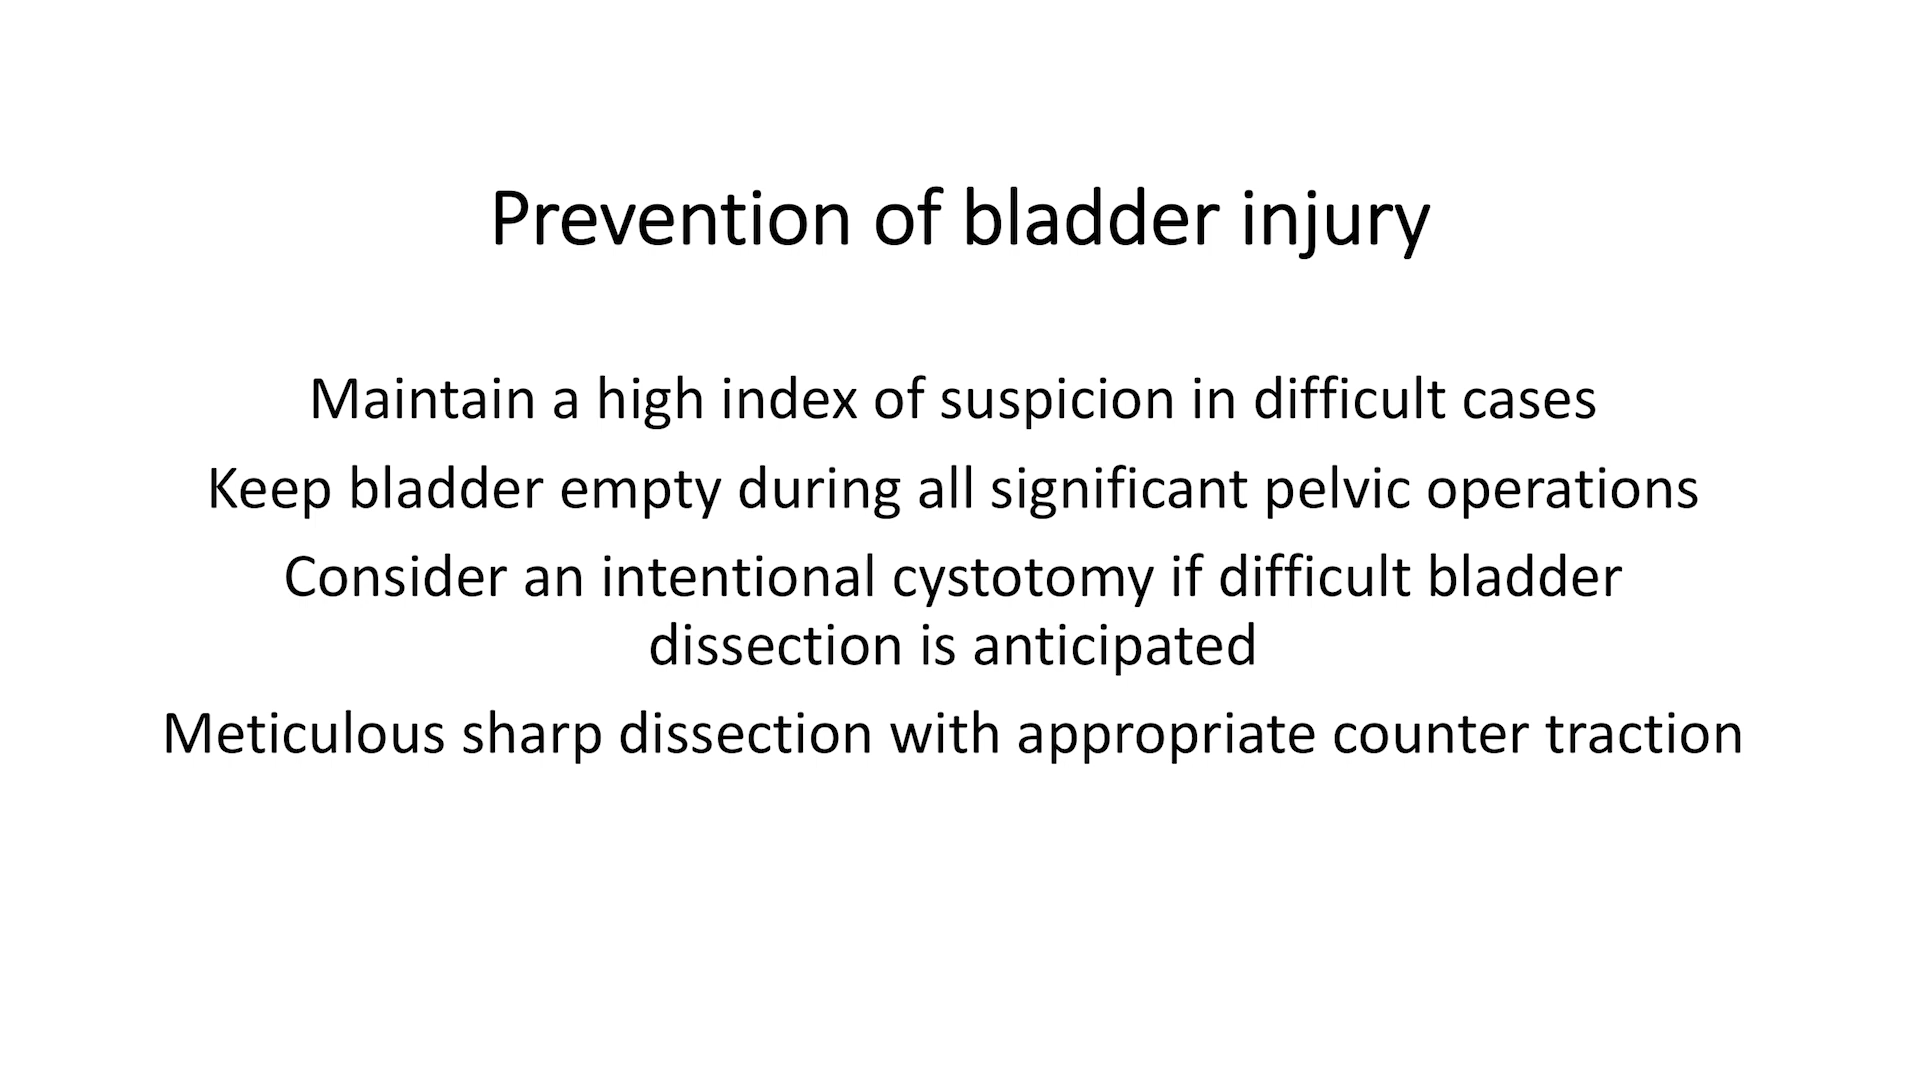 Prevention of bladder injury
Maintain a high index of suspicion in difficult cases
Keep bladder empty during all significant pelvic operations
Consider an intentional cystotomy if difficult bladder
dissection is anticipated
Meticulous sharp dissection with appropriate counter traction